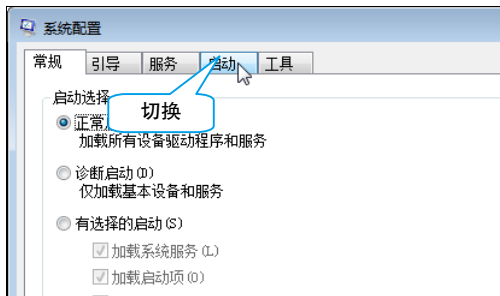 系统配置
常规 引导 服务 启动 工具
启动选择
切换
正常
加载所有设备驱动程序和服务
诊断启动(D)
仅加载基本设备和服务
有选择的启动(S)
加载系统服务(L)
加载启动项(O)